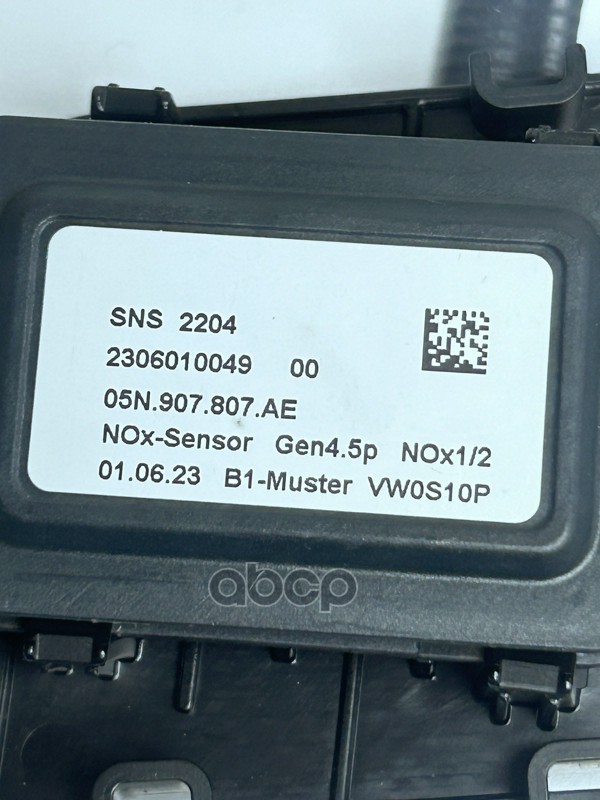 SNS 2204
2306010049 00
05N.907.807.AE
NOx-Sensor Gen4.5p NOx1/2
01.06.23 B1-Muster VW0S10P
abcp